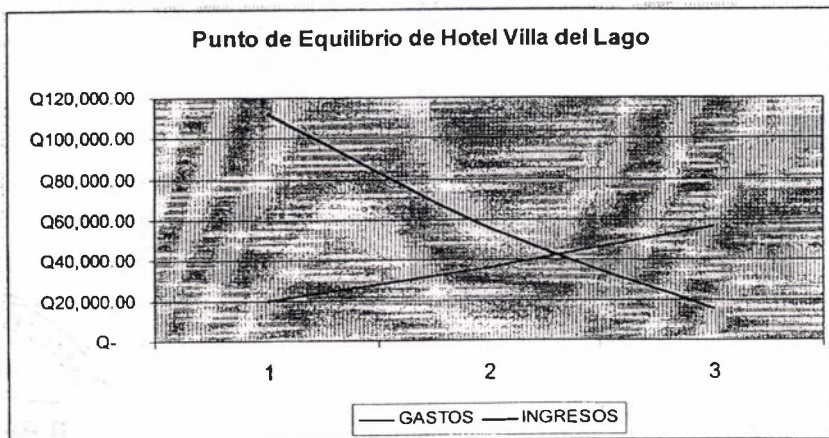 Punto de Equilibrio de Hotel Villa del Lago
Q120,000.00
Q100,000.00
Q80,000.00
Q60,000.00
Q40,000.00
Q20,000.00
Q-
1 2 3
GASTOS INGRESOS